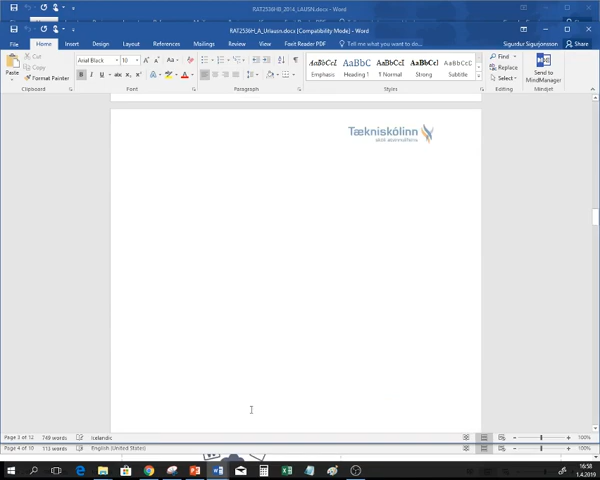 RAT2536H0_2014_LAUSN.docx - Word
RAT2536H_A_Urlausn.docx [Compatibility Mode] - Word
Sigurdur Sigurjonsson
Share
File Home Insert Design Layout References Mailings Review View Foxit Reader PDF Tell me what you want to do...
Paste
Cut
Copy
Format Painter
Clipboard
Arial Black 10
Font
Paragraph
AaBbCcI AaBbC AaBbCcI AaBbCcI AaBbCcC
Emphasis Heading 1 1 Normal Strong Subtitle
Styles
Find
Replace
Select
Editing
Send to
MindManager
Mindjet
Tækniskólinn
skóli atvinnulífsins
Page 3 of 12 749 words Icelandic 100%
Page 4 of 10 113 words English (United States) 100%
16:58
1.4.2019